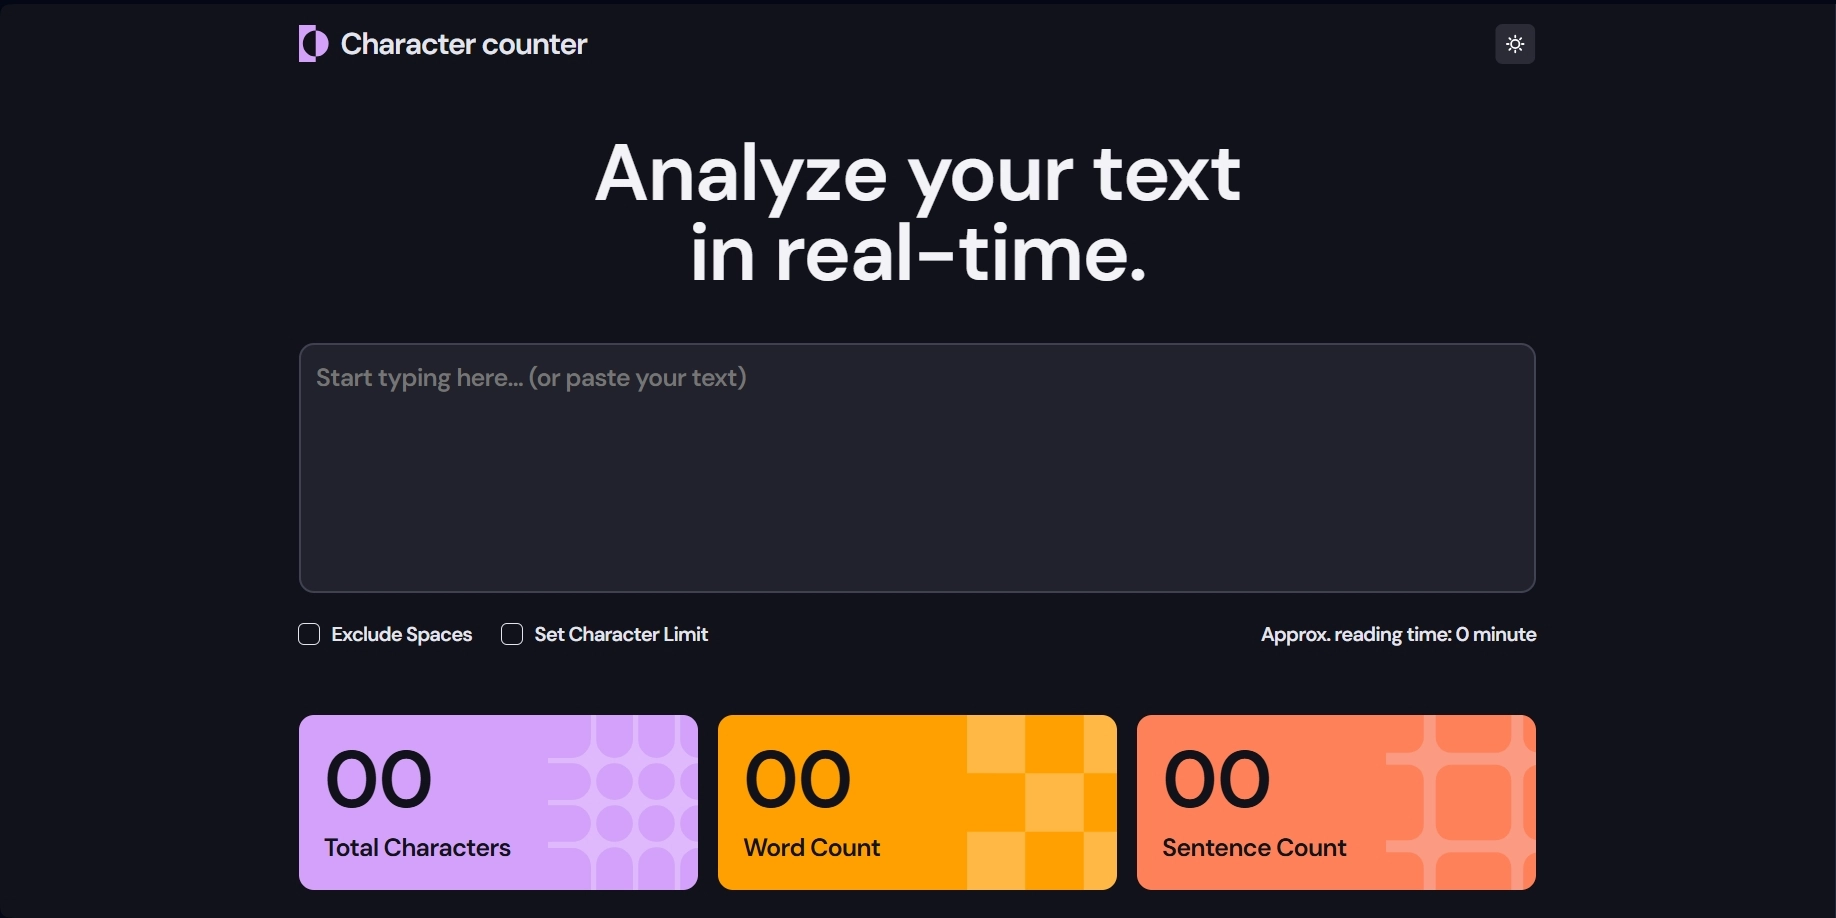 Character counter
Analyze your text
in real-time.
Start typing here... (or paste your text)
Exclude Spaces
Set Character Limit
Approx. reading time: 0 minute
00
Total Characters
00
Word Count
00
Sentence Count